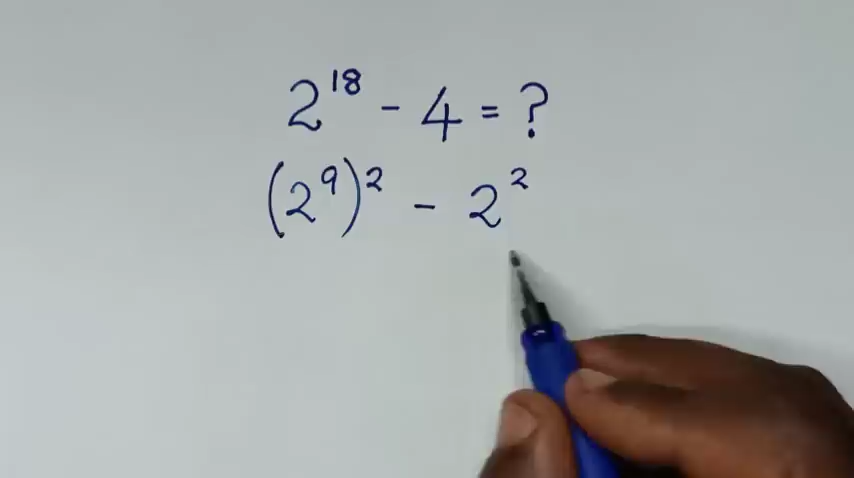 2^18 - 4 = ?
(2^9)^2 - 2^2